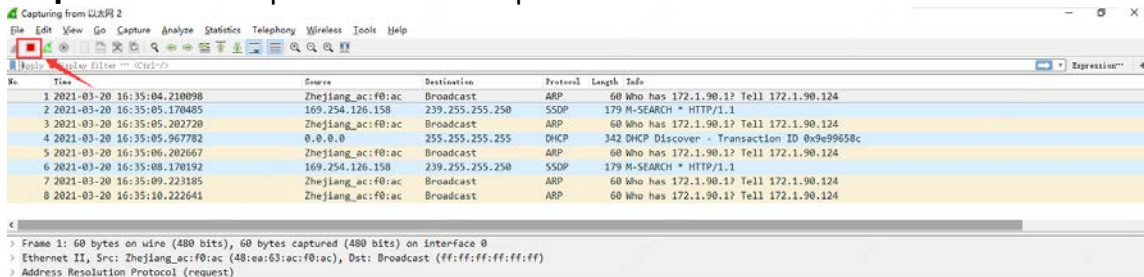 Capturing from 以太网 2
File Edit View Go Capture Analyze Statistics Telephony Wireless Tools Help
Apply a display filter … <Ctrl-/> Expression…
No. Time Source Destination Protocol Length Info
1 2021-03-20 16:35:04.210098 Zhejiang_ac:f0:ac Broadcast ARP 60 Who has 172.1.90.1? Tell 172.1.90.124
2 2021-03-20 16:35:05.170485 169.254.126.158 239.255.255.250 SSDP 179 M-SEARCH * HTTP/1.1
3 2021-03-20 16:35:05.202720 Zhejiang_ac:f0:ac Broadcast ARP 60 Who has 172.1.90.1? Tell 172.1.90.124
4 2021-03-20 16:35:05.967782 0.0.0.0 255.255.255.255 DHCP 342 DHCP Discover - Transaction ID 0x9e99658c
5 2021-03-20 16:35:06.202667 Zhejiang_ac:f0:ac Broadcast ARP 60 Who has 172.1.90.1? Tell 172.1.90.124
6 2021-03-20 16:35:08.170192 169.254.126.158 239.255.255.250 SSDP 179 M-SEARCH * HTTP/1.1
7 2021-03-20 16:35:09.223185 Zhejiang_ac:f0:ac Broadcast ARP 60 Who has 172.1.90.1? Tell 172.1.90.124
8 2021-03-20 16:35:10.222641 Zhejiang_ac:f0:ac Broadcast ARP 60 Who has 172.1.90.1? Tell 172.1.90.124
> Frame 1: 60 bytes on wire (480 bits), 60 bytes captured (480 bits) on interface 0
> Ethernet II, Src: Zhejiang_ac:f0:ac (48:ea:63:ac:f0:ac), Dst: Broadcast (ff:ff:ff:ff:ff:ff)
> Address Resolution Protocol (request)